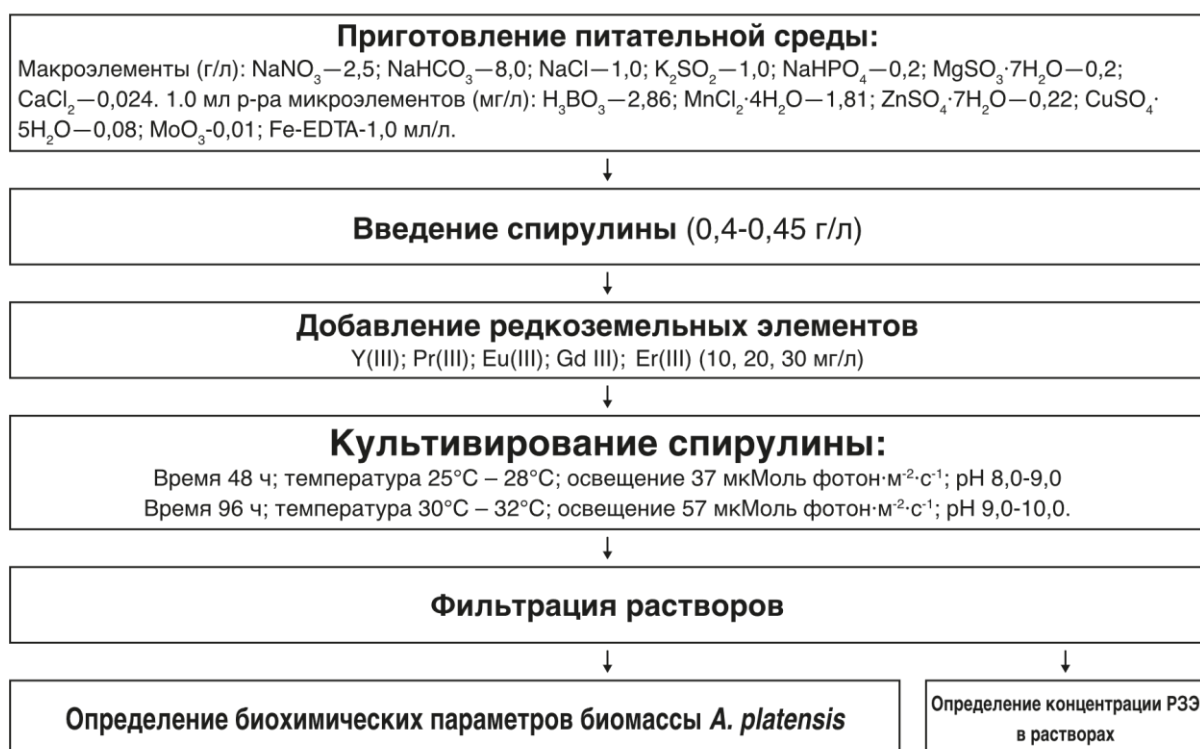 Приготовление питательной среды:
Макроэлементы (г/л): NaNO₃—2,5; NaHCO₃—8,0; NaCl—1,0; K₂SO₂—1,0; NaHPO₄—0,2; MgSO₃·7H₂O—0,2;
CaCl₂—0,024. 1.0 мл р-ра микроэлементов (мг/л): H₃BO₃—2,86; MnCl₂·4H₂O—1,81; ZnSO₄·7H₂O—0,22; CuSO₄·
5H₂O—0,08; MoO₃-0,01; Fe-EDTA-1,0 мл/л.
Введение спирулины (0,4-0,45 г/л)
Добавление редкоземельных элементов
Y(III); Pr(III); Eu(III); Gd III); Er(III) (10, 20, 30 мг/л)
Культивирование спирулины:
Время 48 ч; температура 25°C – 28°C; освещение 37 мкМоль фотон·м⁻²·с⁻¹; pH 8,0-9,0
Время 96 ч; температура 30°C – 32°C; освещение 57 мкМоль фотон·м⁻²·с⁻¹; pH 9,0-10,0.
Фильтрация растворов
Определение биохимических параметров биомассы A. platensis
Определение концентрации РЗЭ
в растворах